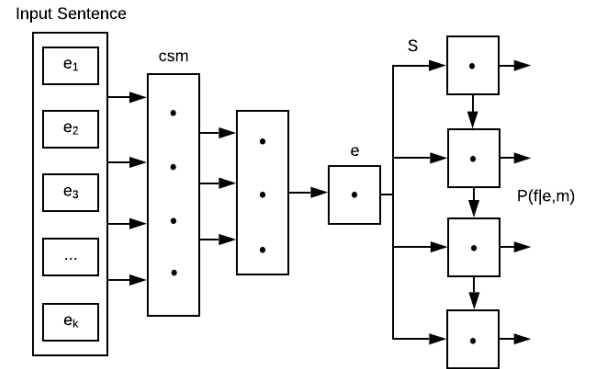 Input Sentence
csm
S
e₁
e₂
e₃
...
eₖ
e
P(f|e,m)